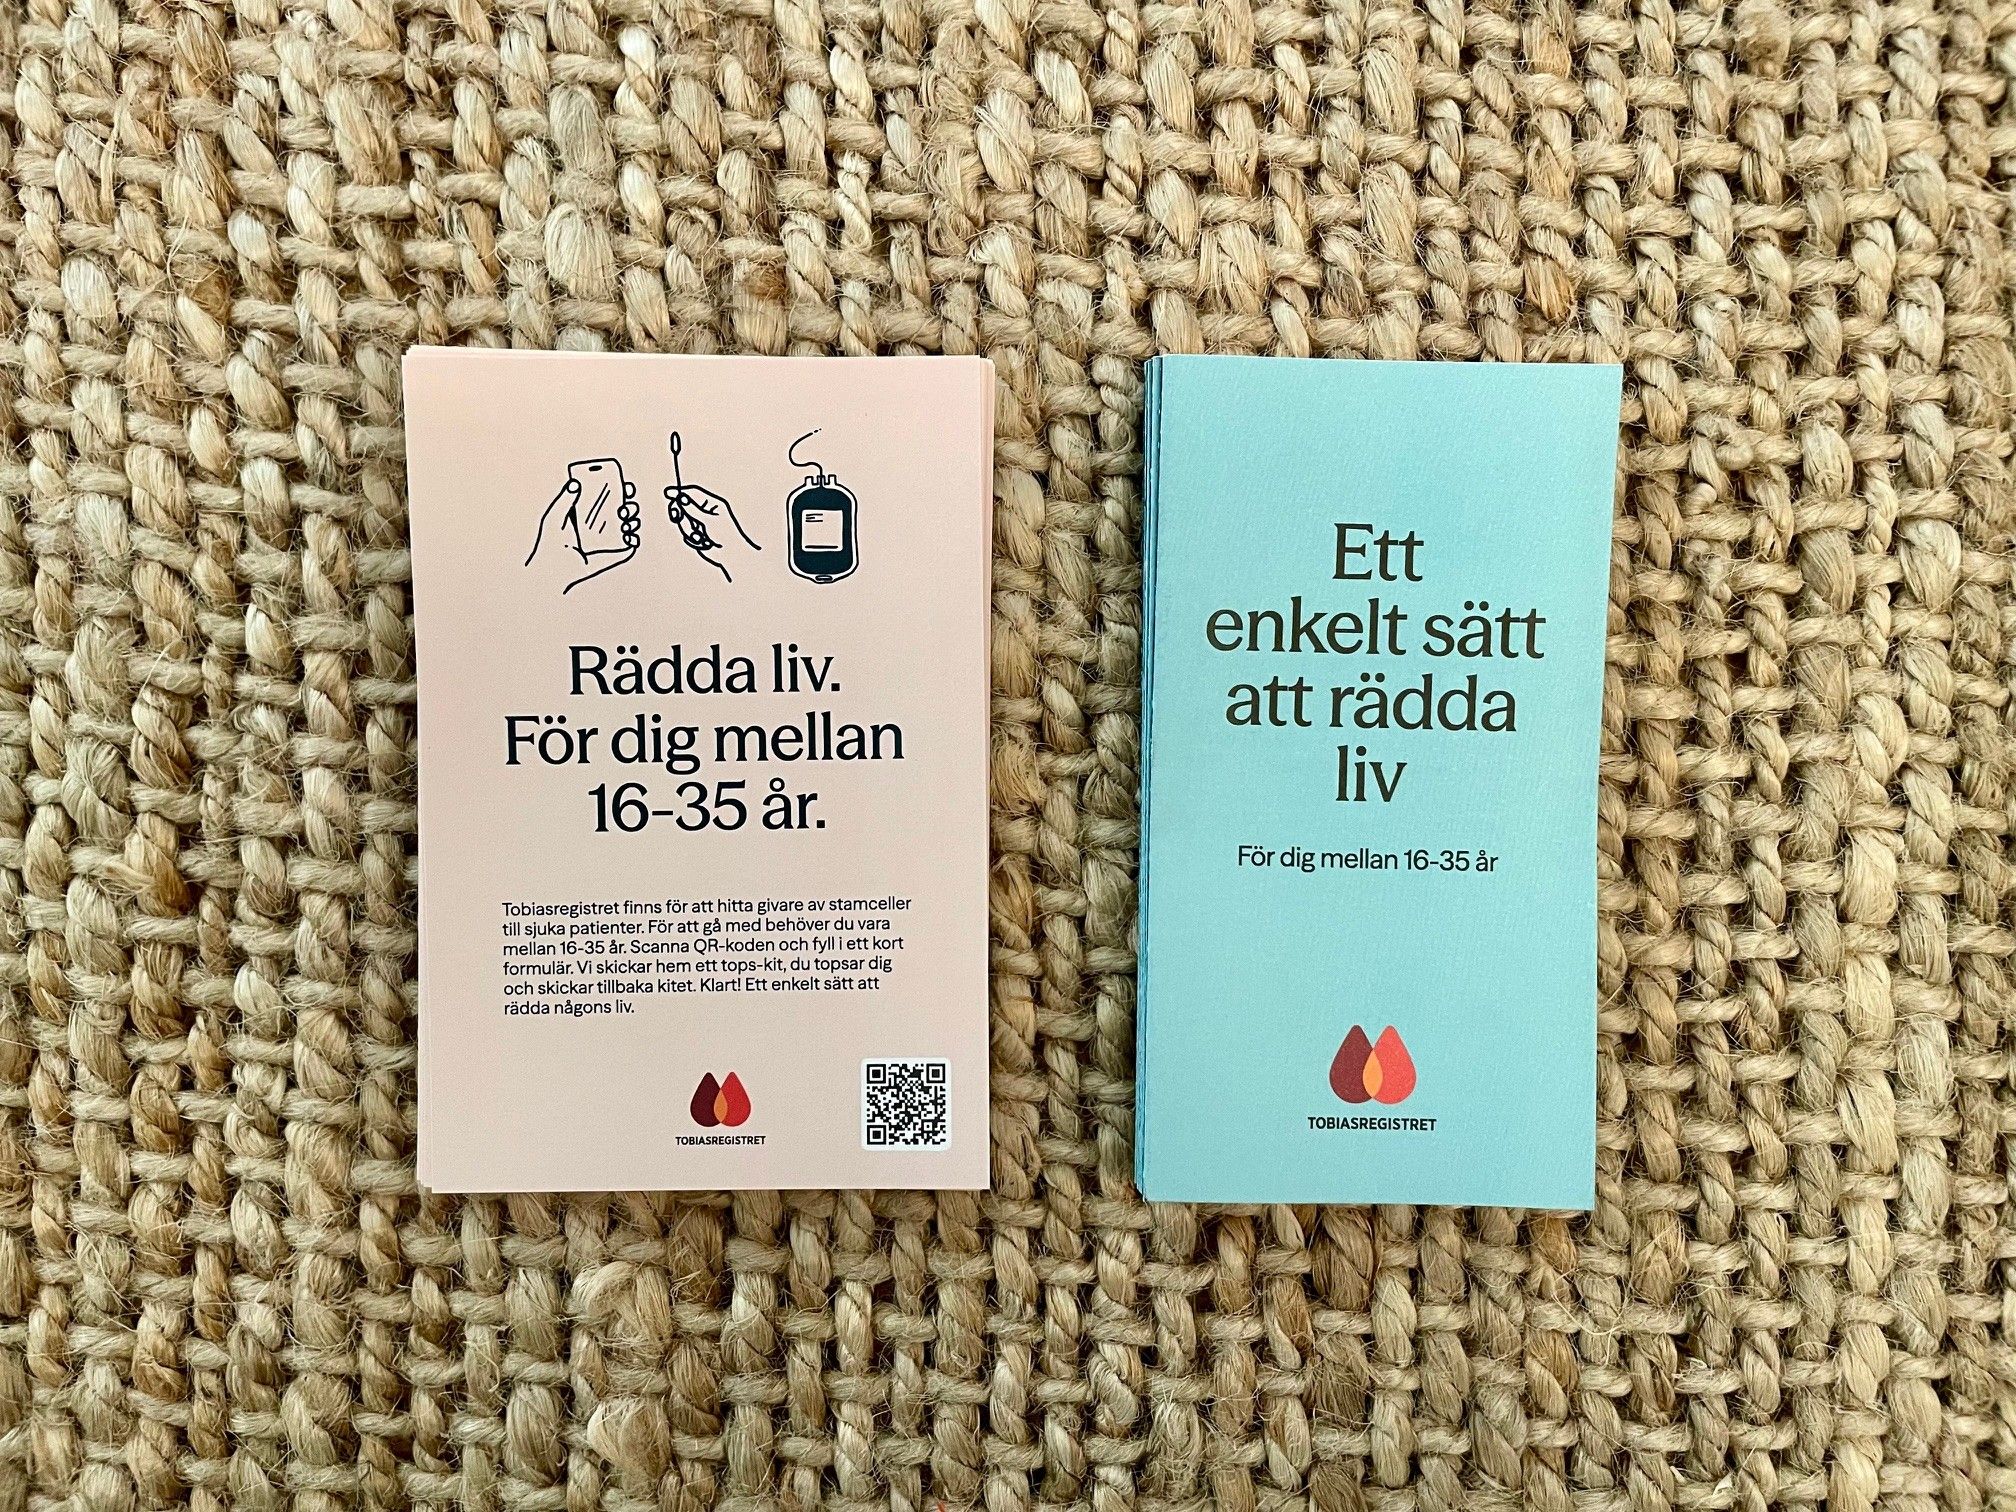 Rädda liv.
För dig mellan
16-35 år.
Tobiasregistret finns för att hitta givare av stamceller
till sjuka patienter. För att gå med behöver du vara
mellan 16-35 år. Scanna QR-koden och fyll i ett kort
formulär. Vi skickar hem ett tops-kit, du topsar dig
och skickar tillbaka kitet. Klart! Ett enkelt sätt att
rädda någons liv.
TOBIASREGISTRET
Ett
enkelt sätt
att rädda
liv
För dig mellan 16-35 år
TOBIASREGISTRET